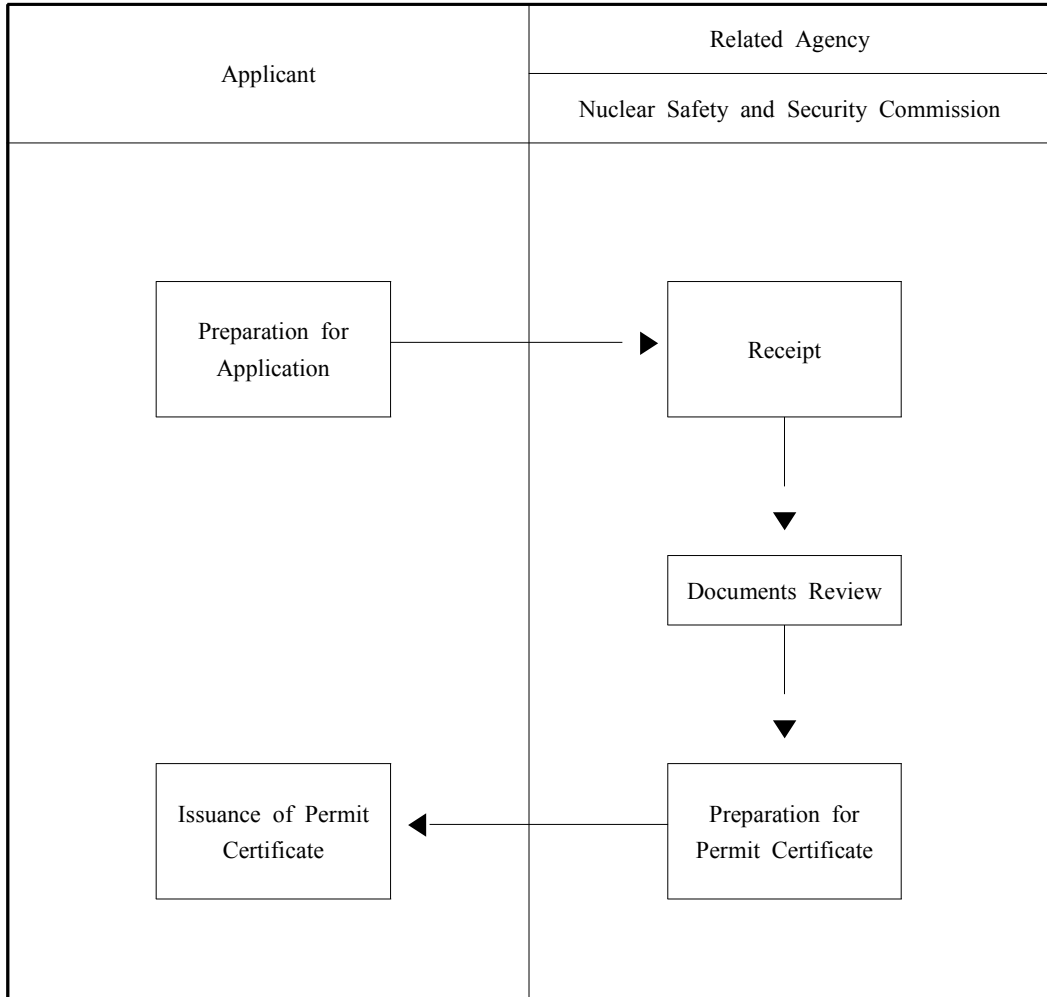 Applicant
Related Agency
Nuclear Safety and Security Commission
Preparation for
Application
Receipt
Documents Review
Issuance of Permit
Certificate
Preparation for
Permit Certificate